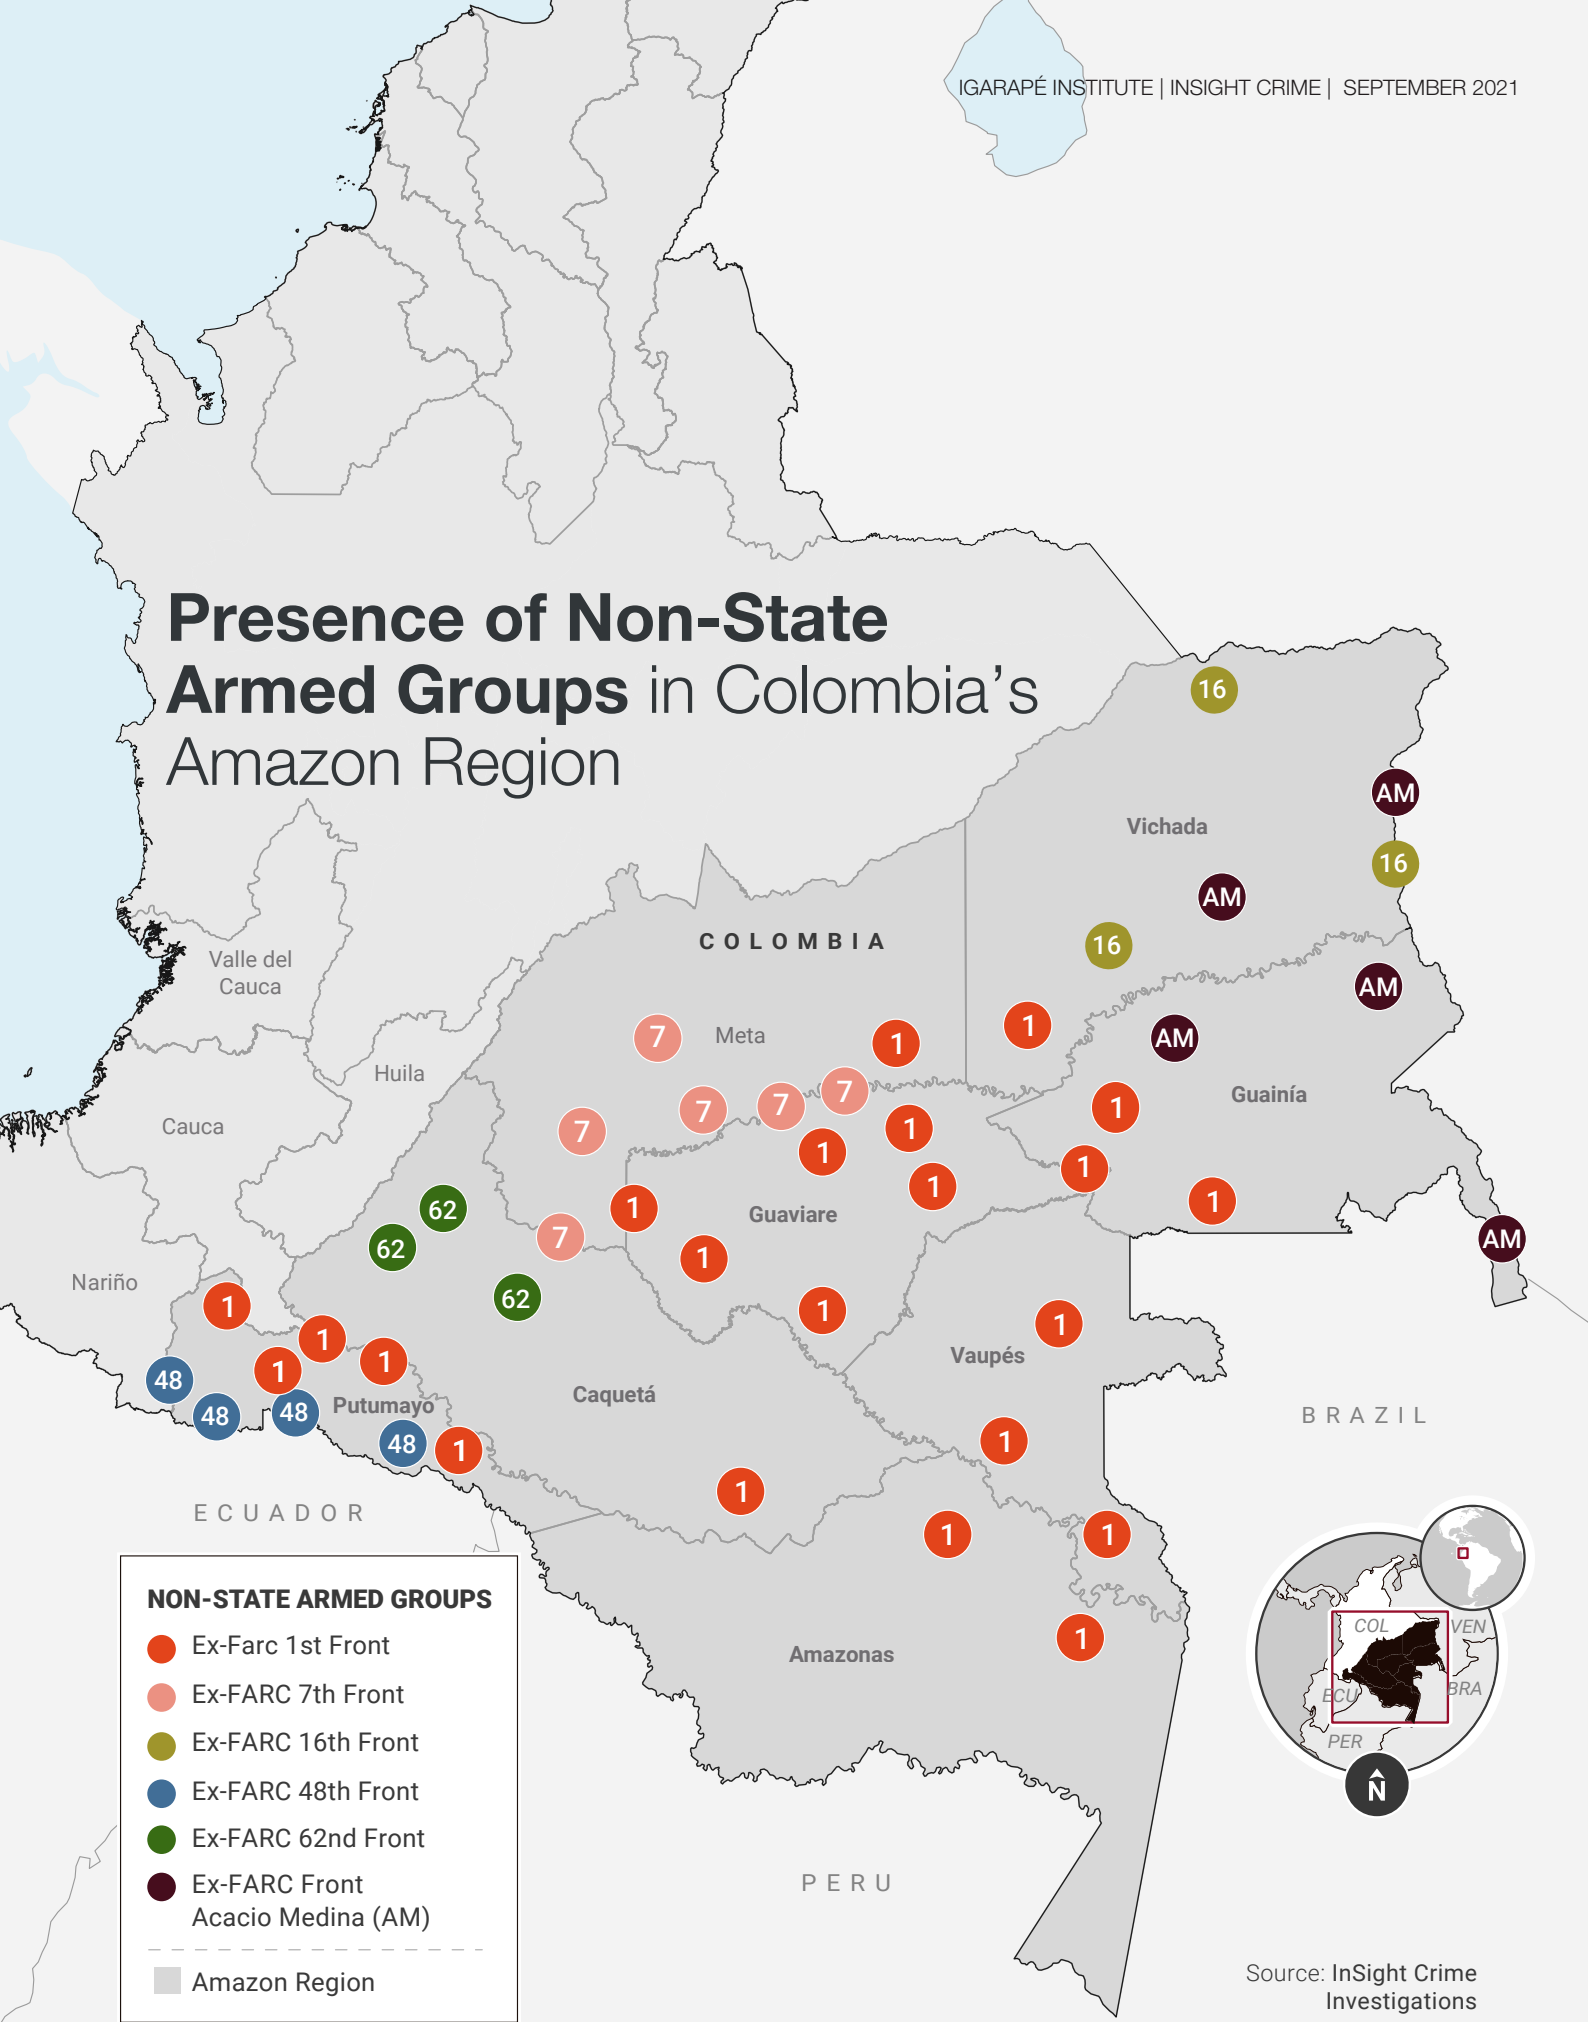 IGARAPÉ INSTITUTE | INSIGHT CRIME | SEPTEMBER 2021
Presence of Non-State
Armed Groups in Colombia's
Amazon Region
16
AM
Vichada
16
AM
COLOMBIA
16
Valle del
Cauca
AM
1
7
Meta
1
AM
Huila
7
Guainía
7
7
1
7
1
Cauca
1
1
1
62
1
1
Guaviare
7
AM
62
1
Nariño
62
1
1
1
1
Vaupés
1
1
48
Caquetá
Putumayo
48
48
BRAZIL
48
1
1
1
ECUADOR
1
1
1
Amazonas
NON-STATE ARMED GROUPS
Ex-Farc 1st Front
Ex-FARC 7th Front
Ex-FARC 16th Front
Ex-FARC 48th Front
Ex-FARC 62nd Front
Ex-FARC Front
Acacio Medina (AM)
Amazon Region
COL
VEN
ECU
BRA
PER
N
PERU
Source: InSight Crime
Investigations